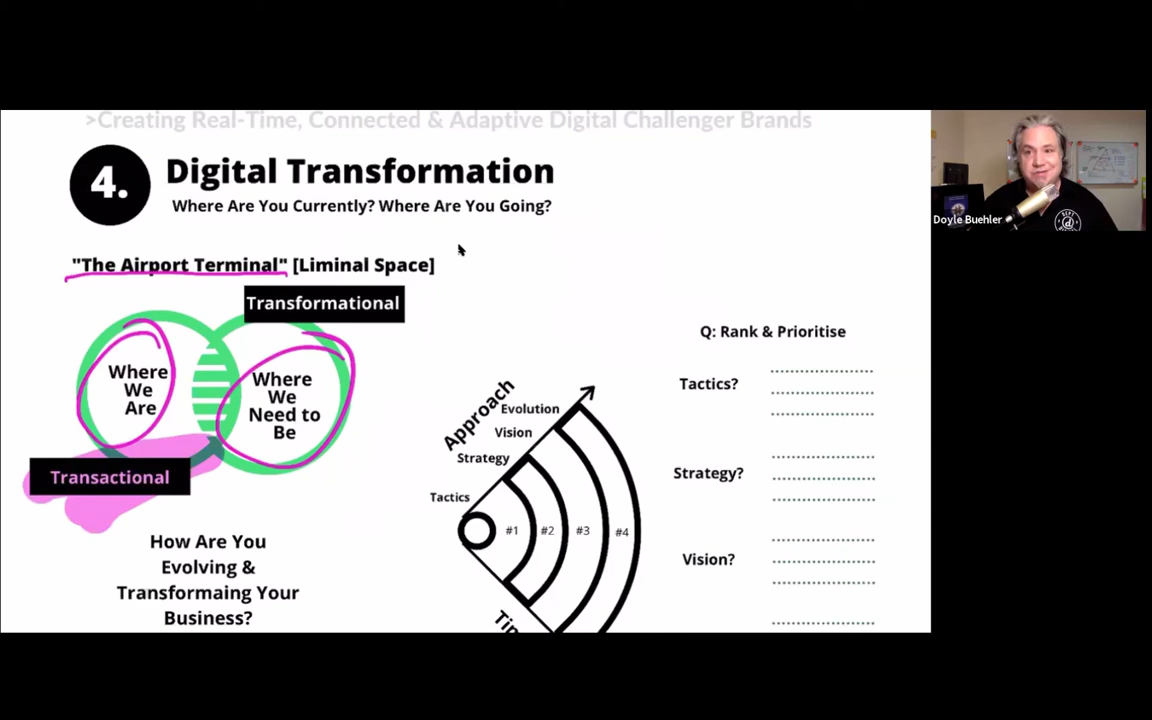 >Creating Real-Time, Connected & Adaptive Digital Challenger Brands
4.
Digital Transformation
Where Are You Currently? Where Are You Going?
"The Airport Terminal" [Liminal Space]
Transformational
Where
We
Are
Where
We
Need to
Be
Transactional
How Are You
Evolving &
Transformaing Your
Business?
Approach
Evolution
Vision
Strategy
Tactics
#1
#2
#3
#4
Q: Rank & Prioritise
Tactics?
Strategy?
Vision?
Doyle Buehler